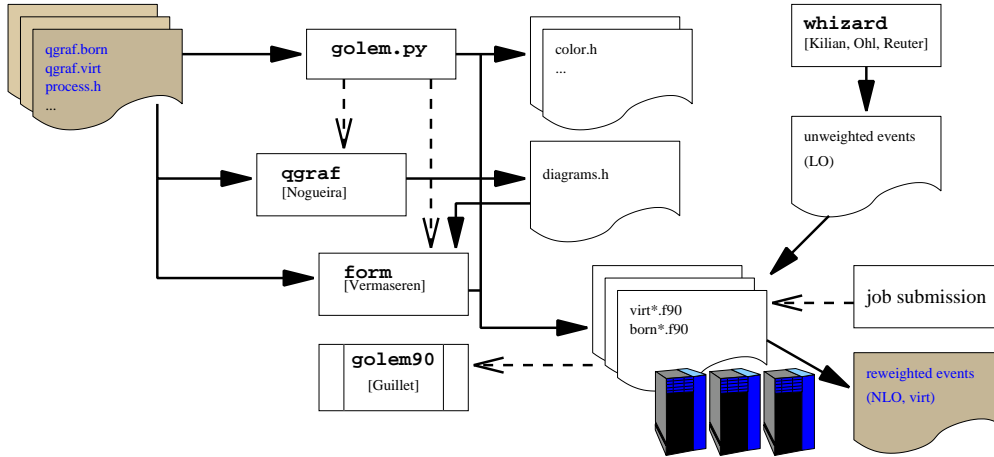 qgraf.born
qgraf.virt
process.h
...
golem.py
color.h
...
whizard
[Kilian, Ohl, Reuter]
unweighted events
(LO)
qgraf
[Nogueira]
diagrams.h
form
[Vermaseren]
virt*.f90
born*.f90
job submission
golem90
[Guillet]
reweighted events
(NLO, virt)